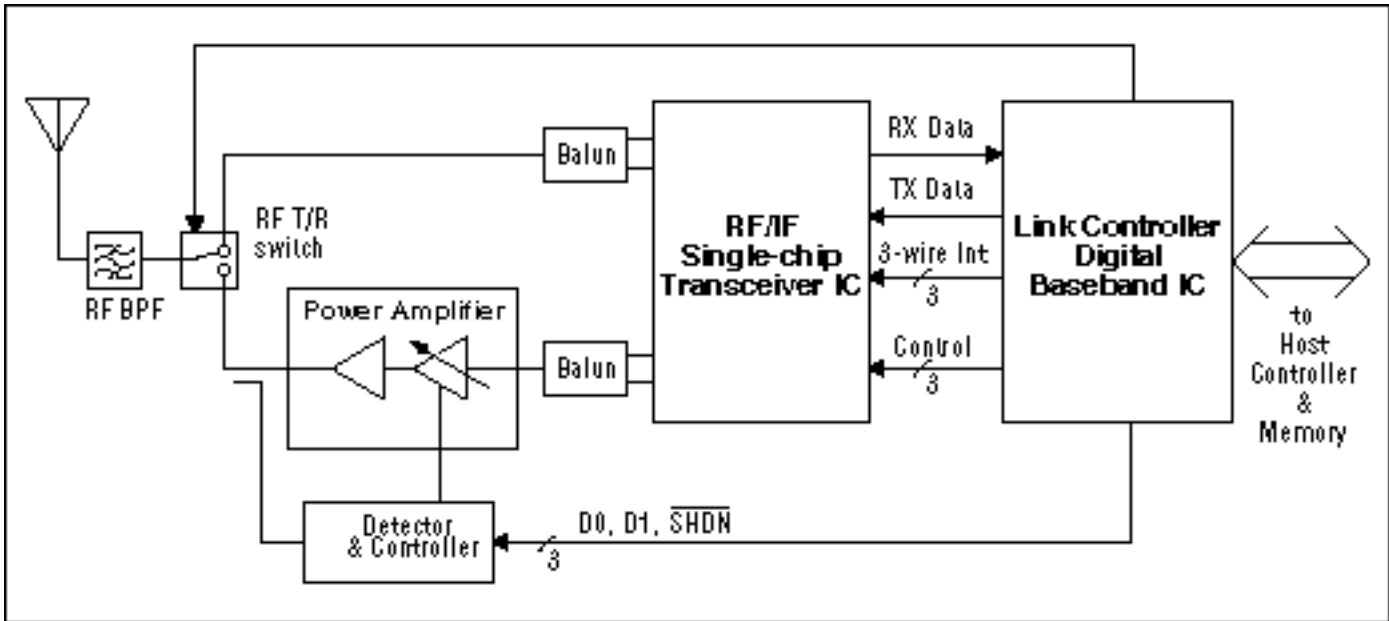 RX Data
Balun
TX Data
RF T/R
switch
RF/IF
Single-chip
Transceiver IC
Link Controller
Digital
Baseband IC
3-wire Int
3
RF BPF
Power Amplifier
to
Host
Controller
&
Memory
Balun
Control
3
Detector
& Controller
D0, D1, S̅H̅D̅N̅
3